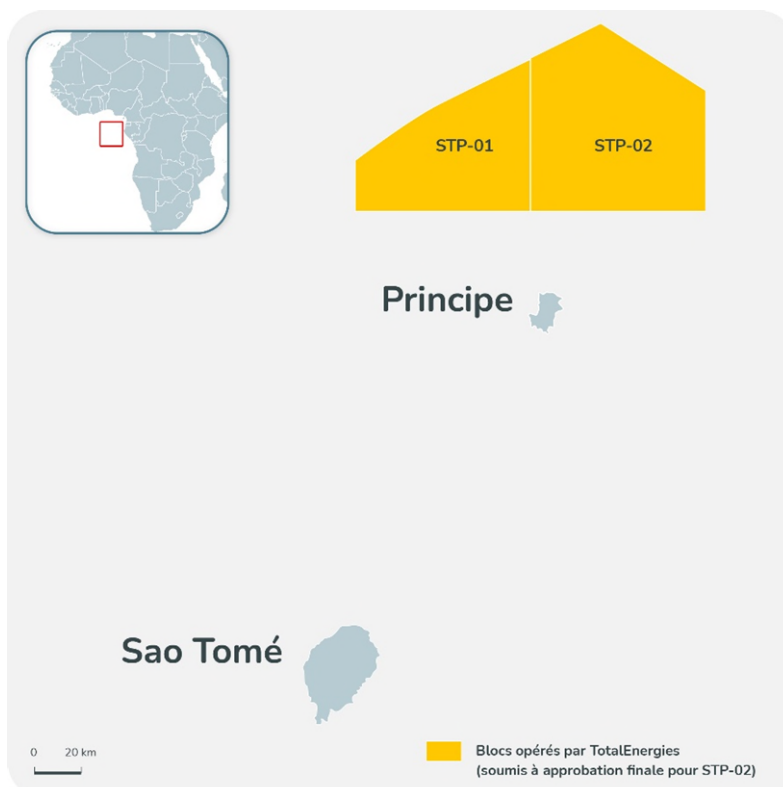 STP-01
STP-02
Principe
Sao Tomé
0 20 km
Blocs opérés par TotalEnergies
(soumis à approbation finale pour STP-02)